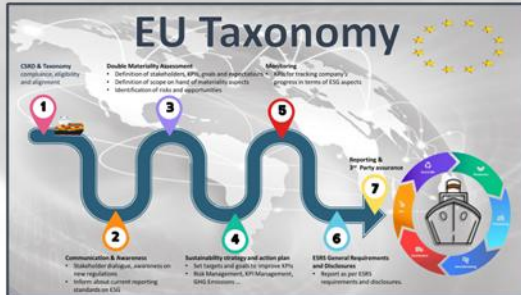 EU Taxonomy
CSRD & Taxonomy
compliance, eligibility
and alignment
1
Double Materiality Assessment
• Definition of stakeholders, KPIs, goals and expectations
• Definition of scope on hand of materiality aspects
• Identification of risks and opportunities
3
Monitoring
• KPIs for tracking company's
progress in terms of ESG aspects
5
Reporting &
3rd Party assurance
7
2
Communication & Awareness
• Stakeholder dialogue, awareness on
new regulations
• Inform about current reporting
standards on ESG
4
Sustainability strategy and action plan
• Set targets and goals to improve KPIs
• Risk Management, KPI Management,
GHG Emissions ...
6
ESRS General Requirements
and Disclosures
• Report as per ESRS
requirements and disclosures